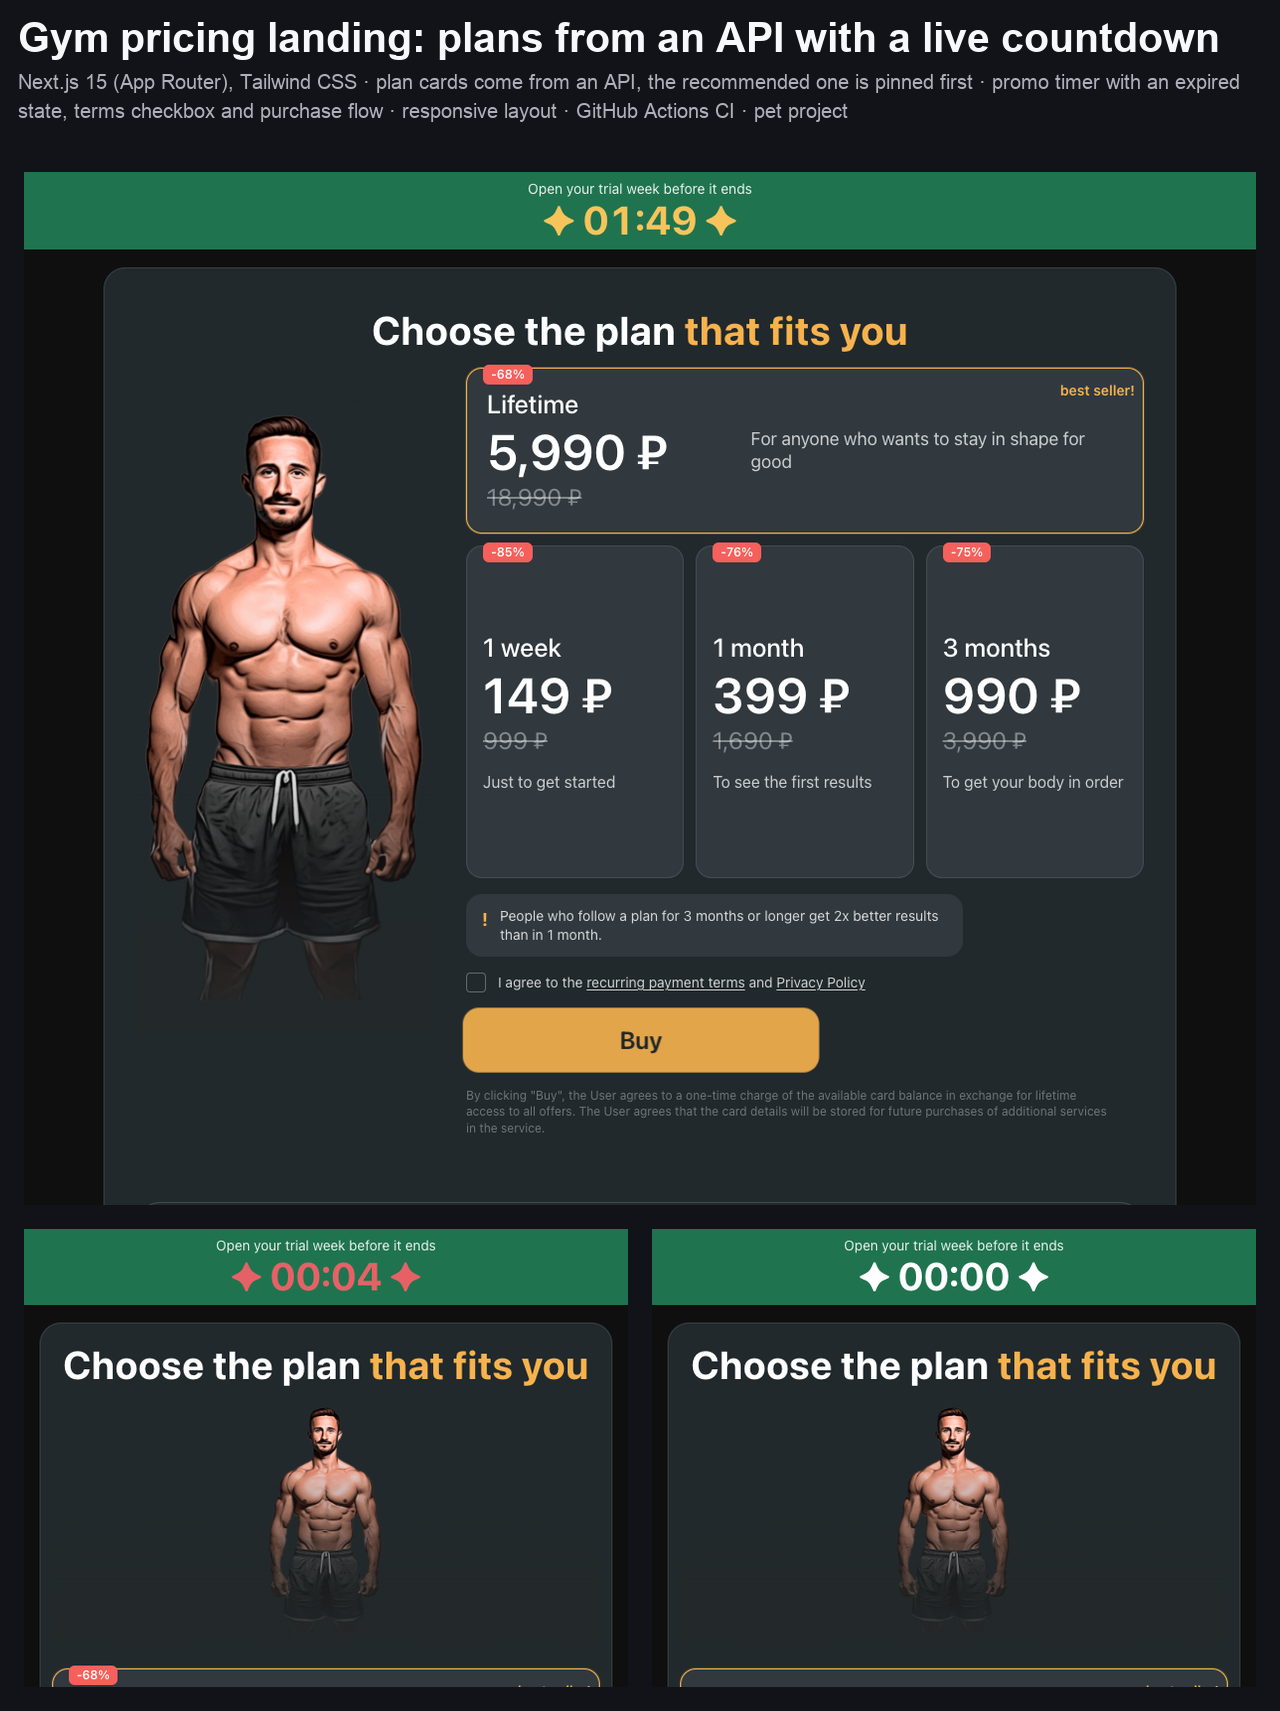 Gym pricing landing: plans from an API with a live countdown
Next.js 15 (App Router), Tailwind CSS · plan cards come from an API, the recommended one is pinned first · promo timer with an expired
state, terms checkbox and purchase flow · responsive layout · GitHub Actions CI · pet project
Open your trial week before it ends
01:49
Choose the plan that fits you
-68%
best seller!
Lifetime
5,990 ₽
18,990 ₽
For anyone who wants to stay in shape for
good
-85%
1 week
149 ₽
999 ₽
Just to get started
-76%
1 month
399 ₽
1,690 ₽
To see the first results
-75%
3 months
990 ₽
3,990 ₽
To get your body in order
! People who follow a plan for 3 months or longer get 2x better results
than in 1 month.
I agree to the recurring payment terms and Privacy Policy
Buy
By clicking "Buy", the User agrees to a one-time charge of the available card balance in exchange for lifetime
access to all offers. The User agrees that the card details will be stored for future purchases of additional services
in the service.
Open your trial week before it ends
00:04
Choose the plan that fits you
-68%
Open your trial week before it ends
00:00
Choose the plan that fits you